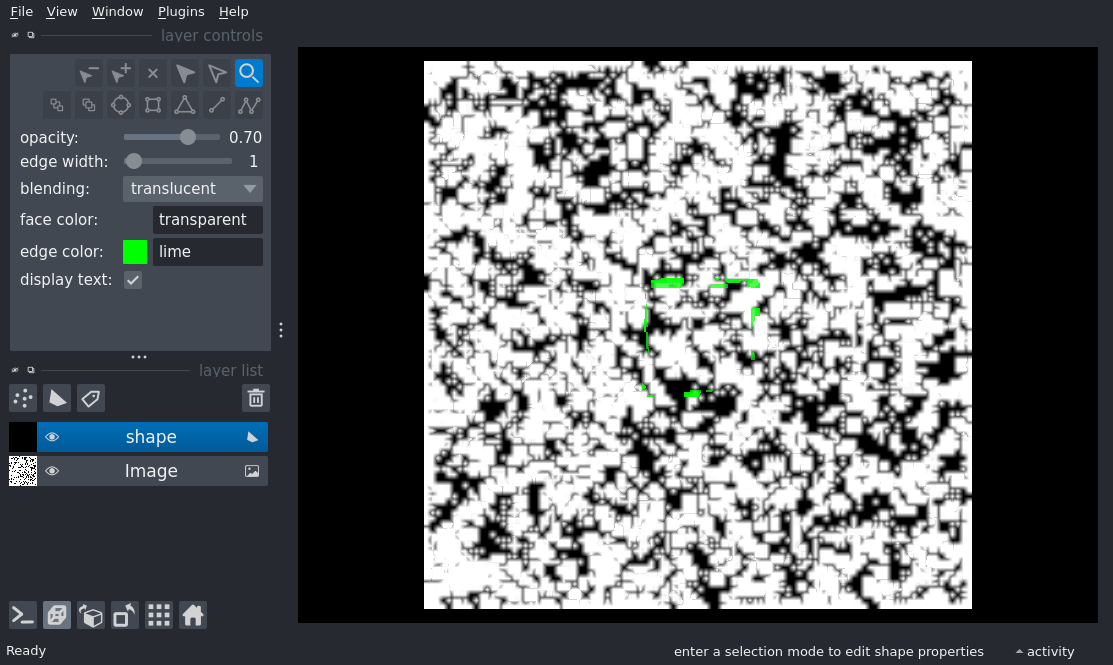 File View Window Plugins Help
layer controls
opacity: 0.70
edge width: 1
blending: translucent
face color: transparent
edge color: lime
display text:
layer list
shape
Image
Ready
enter a selection mode to edit shape properties
activity